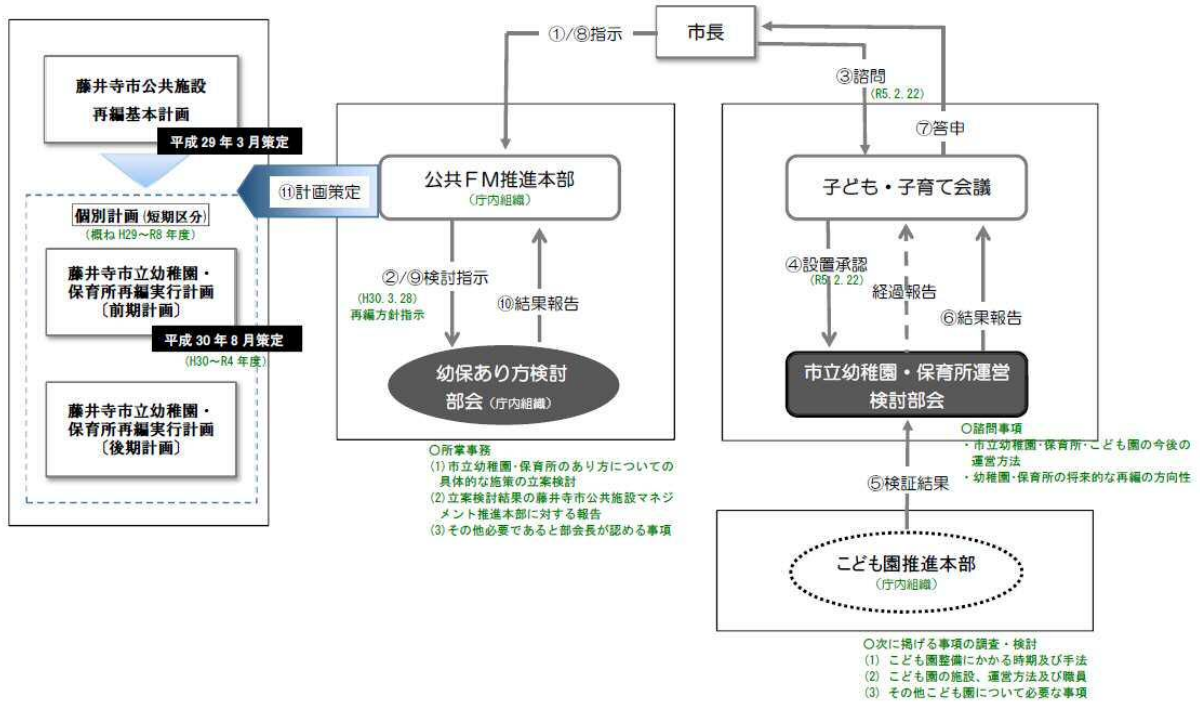 藤井寺市公共施設
再編基本計画
平成29年3月策定
個別計画(短期区分)
(概ねH29～R8年度)
藤井寺市立幼稚園・
保育所再編実行計画
〔前期計画〕
平成30年8月策定
(H30～R4年度)
藤井寺市立幼稚園・
保育所再編実行計画
〔後期計画〕
⑪計画策定
①/⑧指示
市長
公共FM推進本部
(庁内組織)
②/⑨検討指示
(H30.3.28)
再編方針指示
⑩結果報告
幼保あり方検討
部会(庁内組織)
○所掌事務
(1)市立幼稚園･保育所のあり方についての
具体的な施策の立案検討
(2)立案検討結果の藤井寺市公共施設マネジ
メント推進本部に対する報告
(3)その他必要であると部会長が認める事項
③諮問
(R5.2.22)
⑦答申
子ども・子育て会議
④設置承認
(R5.2.22)
経過報告
⑥結果報告
市立幼稚園・保育所運営
検討部会
○諮問事項
・市立幼稚園･保育所･こども園の今後の
運営方法
・幼稚園･保育所の将来的な再編の方向性
⑤検証結果
こども園推進本部
(庁内組織)
○次に掲げる事項の調査・検討
(1) こども園整備にかかる時期及び手法
(2) こども園の施設、運営方法及び職員
(3) その他こども園について必要な事項